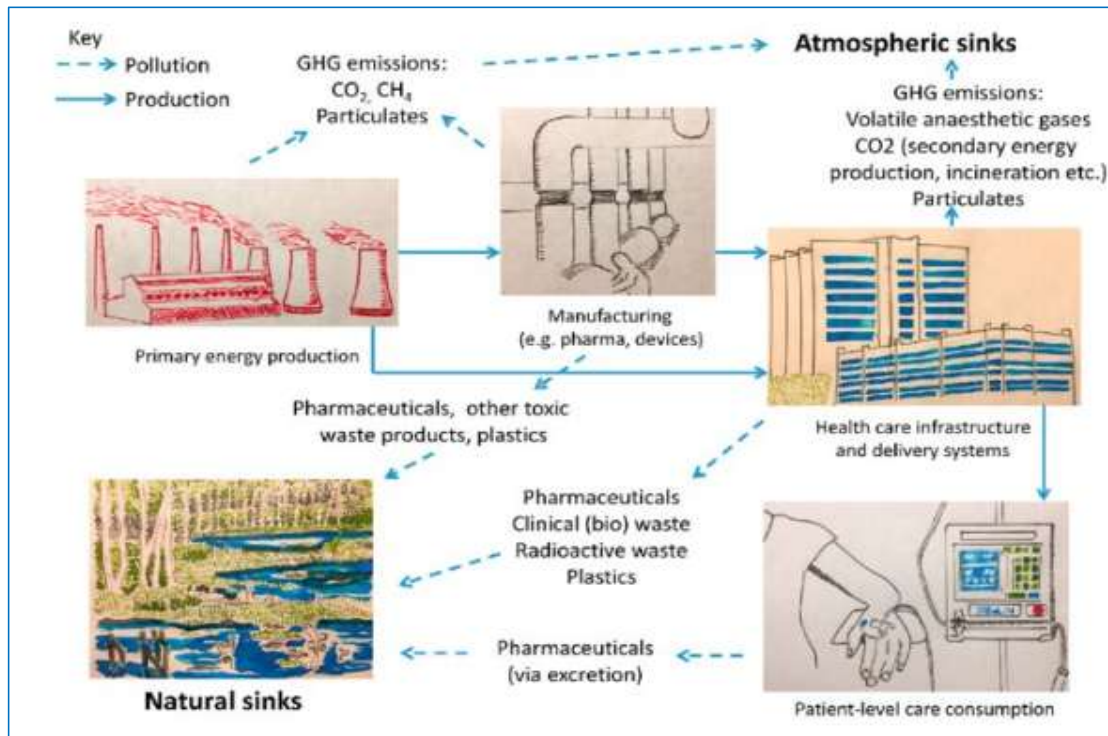 Key
Pollution
Production
GHG emissions:
CO₂, CH₄
Particulates
Atmospheric sinks
GHG emissions:
Volatile anaesthetic gases
CO2 (secondary energy
production, incineration etc.)
Particulates
Primary energy production
Manufacturing
(e.g. pharma, devices)
Pharmaceuticals, other toxic
waste products, plastics
Health care infrastructure
and delivery systems
Pharmaceuticals
Clinical (bio) waste
Radioactive waste
Plastics
Pharmaceuticals
(via excretion)
Natural sinks
Patient-level care consumption